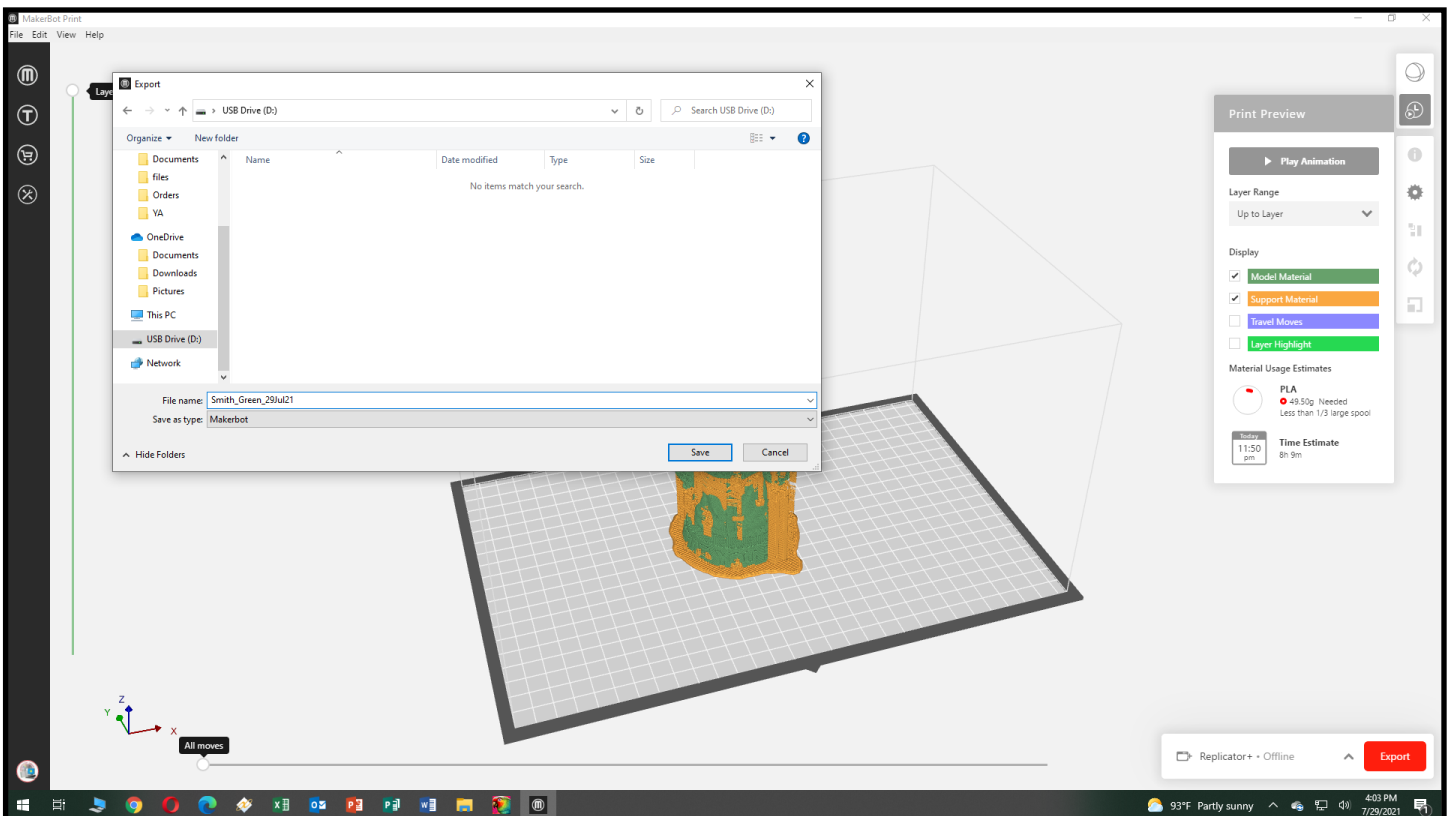 MakerBot Print
File Edit View Help
Laye
Export
USB Drive (D:)
Search USB Drive (D:)
Organize
New folder
Documents
files
Orders
YA
OneDrive
Documents
Downloads
Pictures
This PC
USB Drive (D:)
Network
Name Date modified Type Size
No items match your search.
File name: Smith_Green_29Jul21
Save as type: Makerbot
Hide Folders
Save
Cancel
Print Preview
Play Animation
Layer Range
Up to Layer
Display
Model Material
Support Material
Travel Moves
Layer Highlight
Material Usage Estimates
PLA
49.50g Needed
Less than 1/3 large spool
Today
11:50
pm
Time Estimate
8h 9m
Z
Y
X
All moves
Replicator+ • Offline
Export
93°F Partly sunny
4:03 PM
7/29/2021